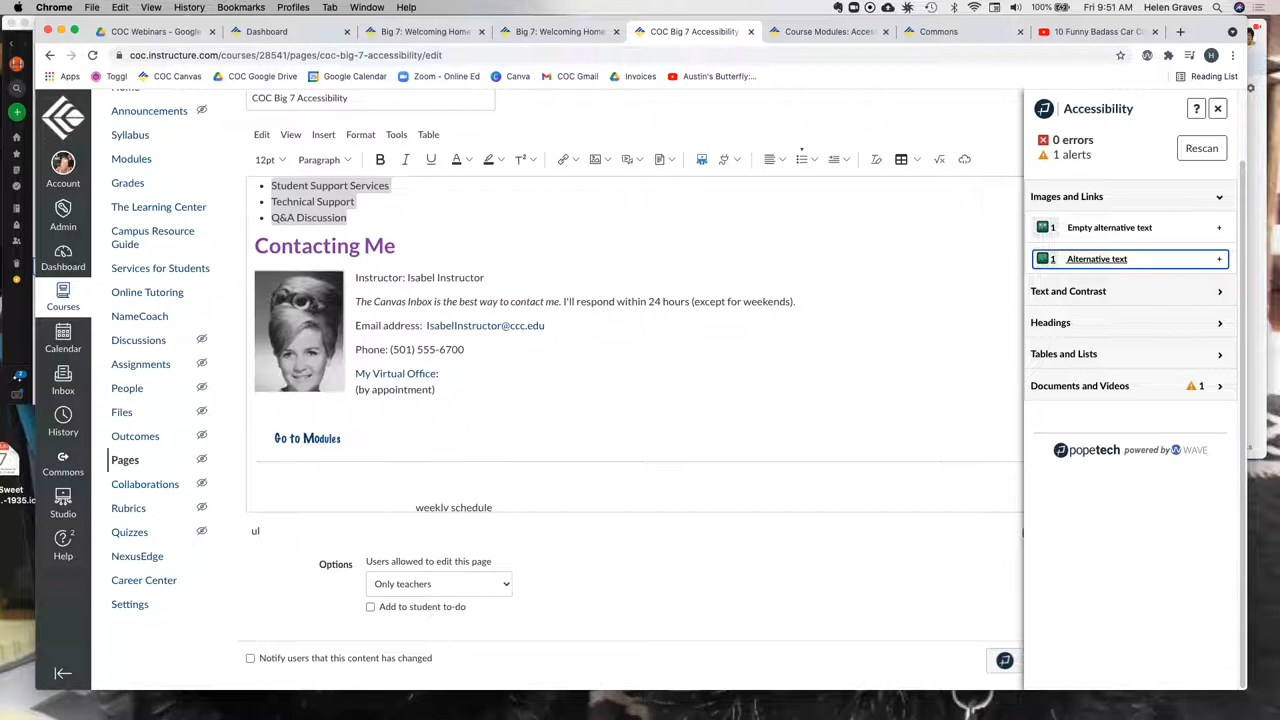 Chrome File Edit View History Bookmarks Profiles Tab Window Help 100% Fri 9:51 AM Helen Graves
COC Webinars – Google Dashboard Big 7: Welcoming Home Big 7: Welcoming Home COC Big 7 Accessibility Course Modules: Acces Commons 10 Funny Badass Car C
coc.instructure.com/courses/28541/pages/coc-big-7-accessibility/edit
Apps Toggl COC Canvas COC Google Drive Google Calendar Zoom - Online Ed Canva COC Gmail Invoices Austin's Butterfly:... Reading List
Account
Admin
Dashboard
Courses
Calendar
Inbox
History
Commons
Studio
Help
2
Home
Announcements
Syllabus
Modules
Grades
The Learning Center
Campus Resource
Guide
Services for Students
Online Tutoring
NameCoach
Discussions
Assignments
People
Files
Outcomes
Pages
Collaborations
Rubrics
Quizzes
NexusEdge
Career Center
Settings
COC Big 7 Accessibility
Edit View Insert Format Tools Table
12pt Paragraph B I U A T²
Student Support Services
Technical Support
Q&A Discussion
Contacting Me
Instructor: Isabel Instructor
The Canvas Inbox is the best way to contact me. I'll respond within 24 hours (except for weekends).
Email address: IsabelInstructor@ccc.edu
Phone: (501) 555-6700
My Virtual Office:
(by appointment)
Go to Modules
weekly schedule
ul
Options Users allowed to edit this page
Only teachers
Add to student to-do
Notify users that this content has changed
Accessibility ?
0 errors
1 alerts
Rescan
Images and Links
1 Empty alternative text +
1 Alternative text +
Text and Contrast
Headings
Tables and Lists
Documents and Videos 1
popetech powered by WAVE
Sweet
.-1935.ic